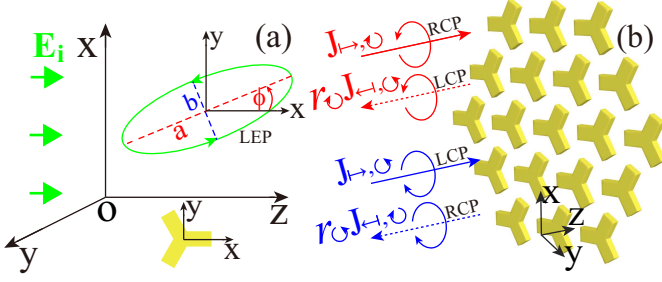 E_i
x
y
(a)
b
ϕ
a
x
LEP
o
z
y
y
x
J↦,↻
RCP
r↻J↤,↺
LCP
J↦,↺
LCP
r↺J↤,↻
RCP
(b)
x
z
y